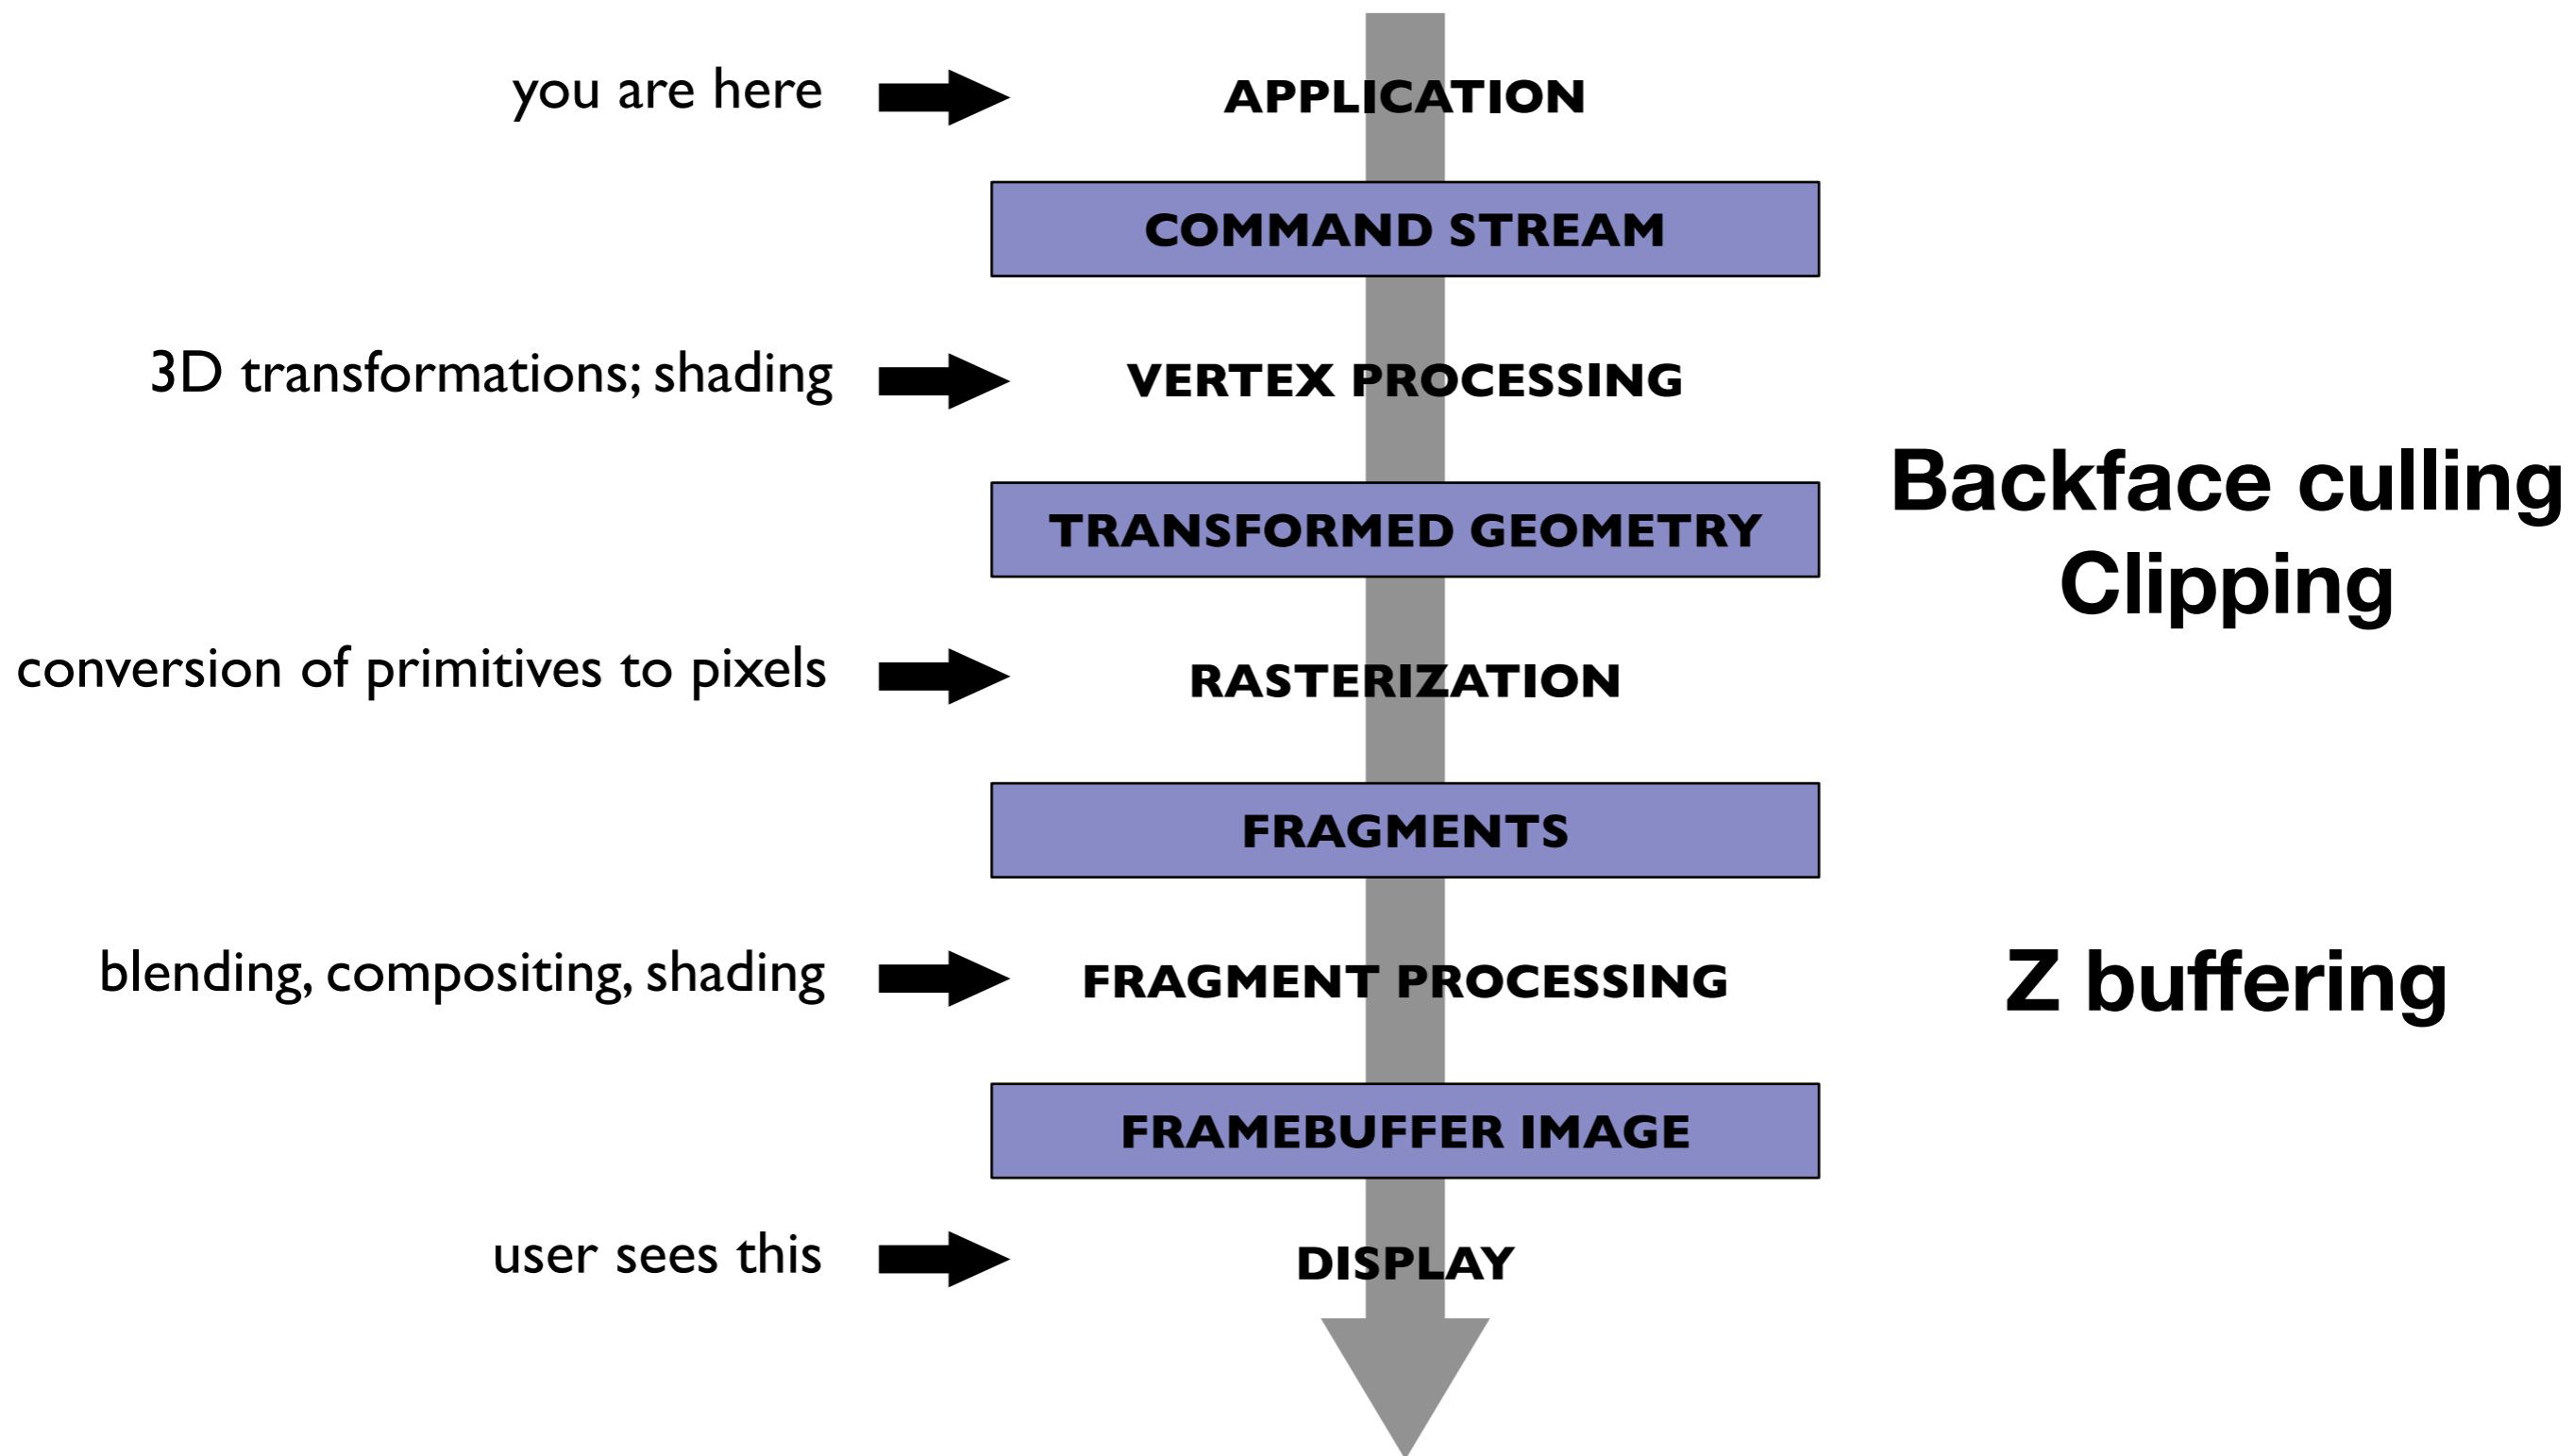 you are here
APPLICATION
COMMAND STREAM
3D transformations; shading
VERTEX PROCESSING
TRANSFORMED GEOMETRY
Backface culling
Clipping
conversion of primitives to pixels
RASTERIZATION
FRAGMENTS
blending, compositing, shading
FRAGMENT PROCESSING
Z buffering
FRAMEBUFFER IMAGE
user sees this
DISPLAY